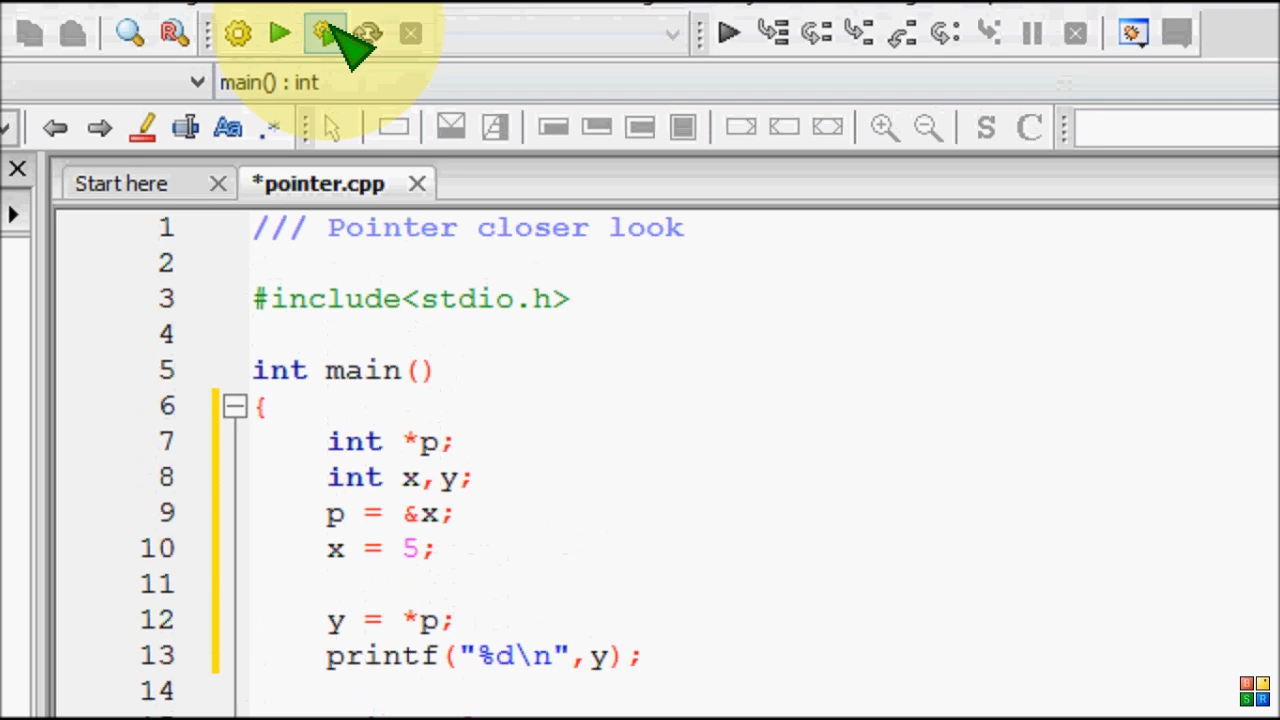 main() : int
Start here
*pointer.cpp
1 /// Pointer closer look
2
3 #include<stdio.h>
4
5 int main()
6 {
7 int *p;
8 int x,y;
9 p = &x;
10 x = 5;
11
12 y = *p;
13 printf("%d\n",y);
14